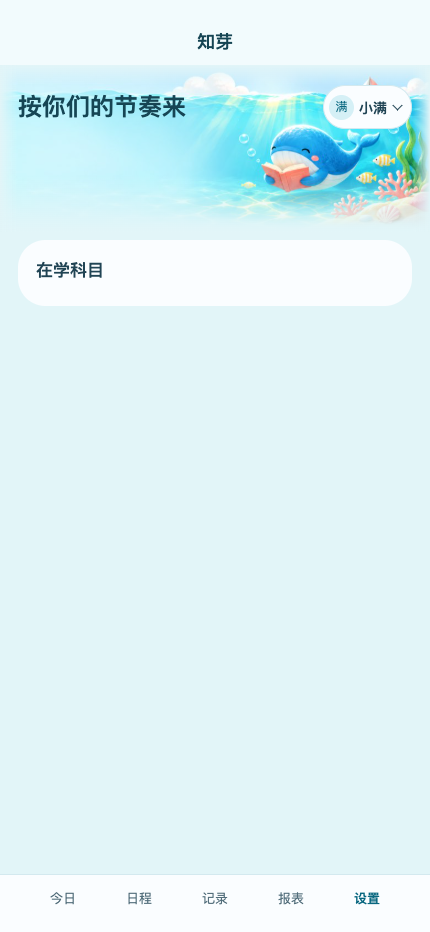 知芽
按你们的节奏来
满 小满
在学科目
今日 日程 记录 报表 设置